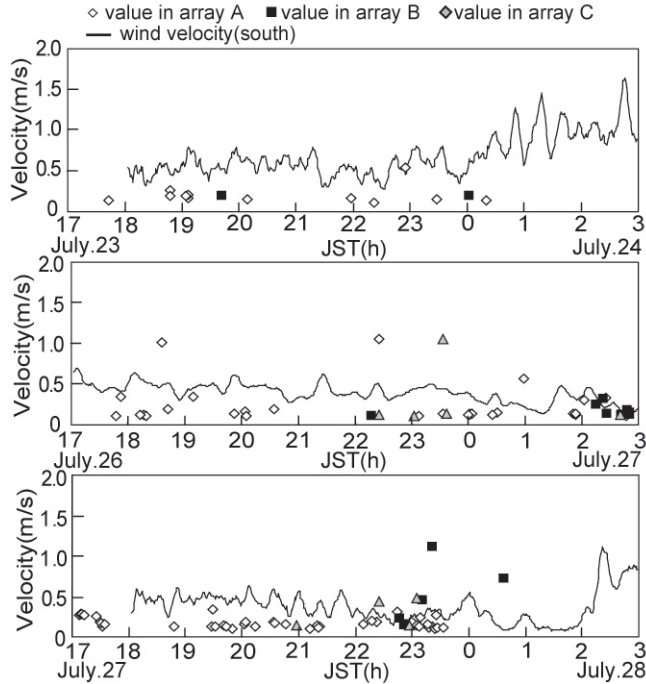 value in array A value in array B value in array C
wind velocity(south)
Velocity(m/s)
2.0
1.5
1.0
0.5
0
17 18 19 20 21 22 23 0 1 2 3
July.23 JST(h) July.24
Velocity(m/s)
2.0
1.5
1.0
0.5
0
17 18 19 20 21 22 23 0 1 2 3
July.26 JST(h) July.27
Velocity(m/s)
2.0
1.5
1.0
0.5
0
17 18 19 20 21 22 23 0 1 2 3
July.27 JST(h) July.28